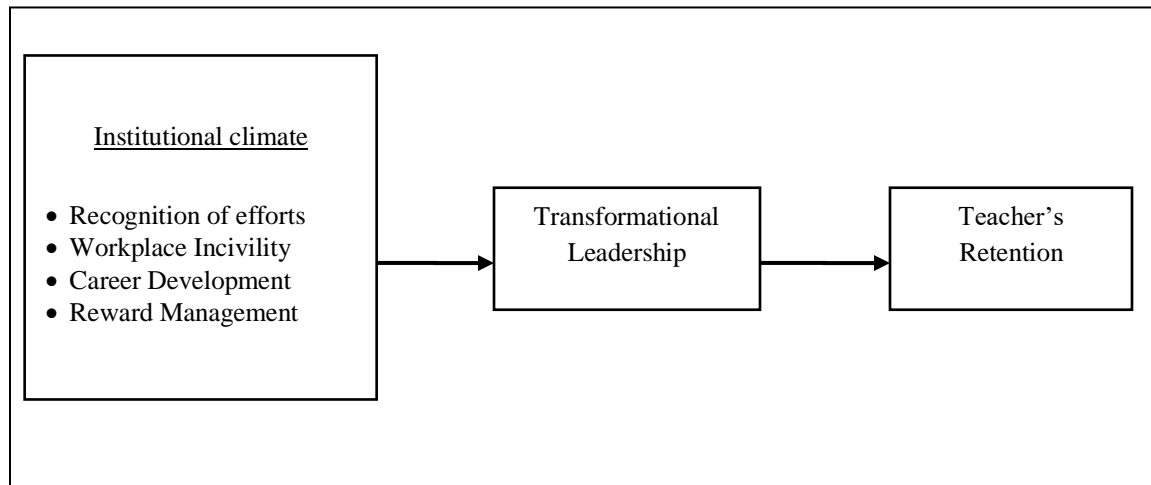 Institutional climate
• Recognition of efforts
• Workplace Incivility
• Career Development
• Reward Management
Transformational
Leadership
Teacher's
Retention